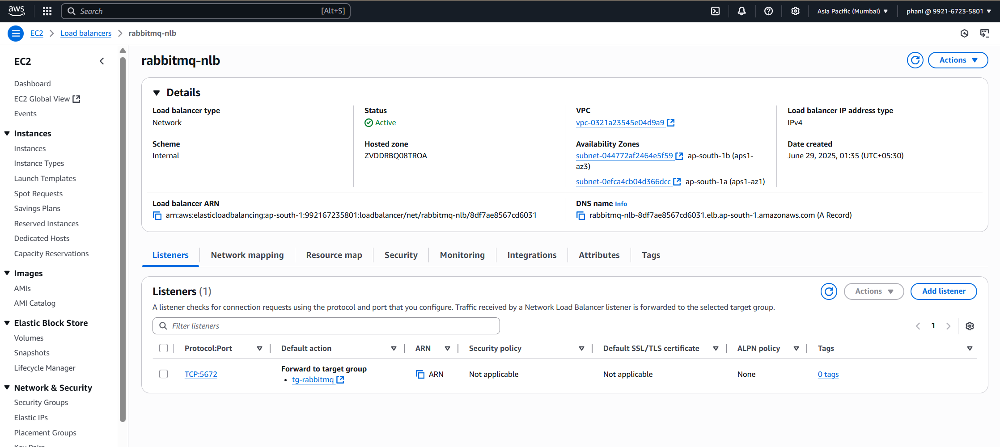 aws
Search [Alt+S]
Asia Pacific (Mumbai) phani @ 9921-6723-5801
EC2 Load balancers rabbitmq-nlb
EC2
Dashboard
EC2 Global View
Events
Instances
Instances
Instance Types
Launch Templates
Spot Requests
Savings Plans
Reserved Instances
Dedicated Hosts
Capacity Reservations
Images
AMIs
AMI Catalog
Elastic Block Store
Volumes
Snapshots
Lifecycle Manager
Network & Security
Security Groups
Elastic IPs
Placement Groups
Key Pairs
rabbitmq-nlb
Actions
Details
Load balancer type
Network
Status
Active
VPC
vpc-0321a23545e04d9a9
Load balancer IP address type
IPv4
Scheme
Internal
Hosted zone
ZVDDRBQ08TROA
Availability Zones
subnet-044772af2464e5f59 ap-south-1b (aps1-
az3)
subnet-0efca4cb04d366dcc ap-south-1a (aps1-az1)
Date created
June 29, 2025, 01:35 (UTC+05:30)
Load balancer ARN
arn:aws:elasticloadbalancing:ap-south-1:992167235801:loadbalancer/net/rabbitmq-nlb/8df7ae8567cd6031
DNS name Info
rabbitmq-nlb-8df7ae8567cd6031.elb.ap-south-1.amazonaws.com (A Record)
Listeners Network mapping Resource map Security Monitoring Integrations Attributes Tags
Listeners (1)
Actions Add listener
A listener checks for connection requests using the protocol and port that you configure. Traffic received by a Network Load Balancer listener is forwarded to the selected target group.
Filter listeners
1
Protocol:Port Default action ARN Security policy Default SSL/TLS certificate ALPN policy Tags
TCP:5672
Forward to target group
• tg-rabbitmq
ARN Not applicable Not applicable None 0 tags